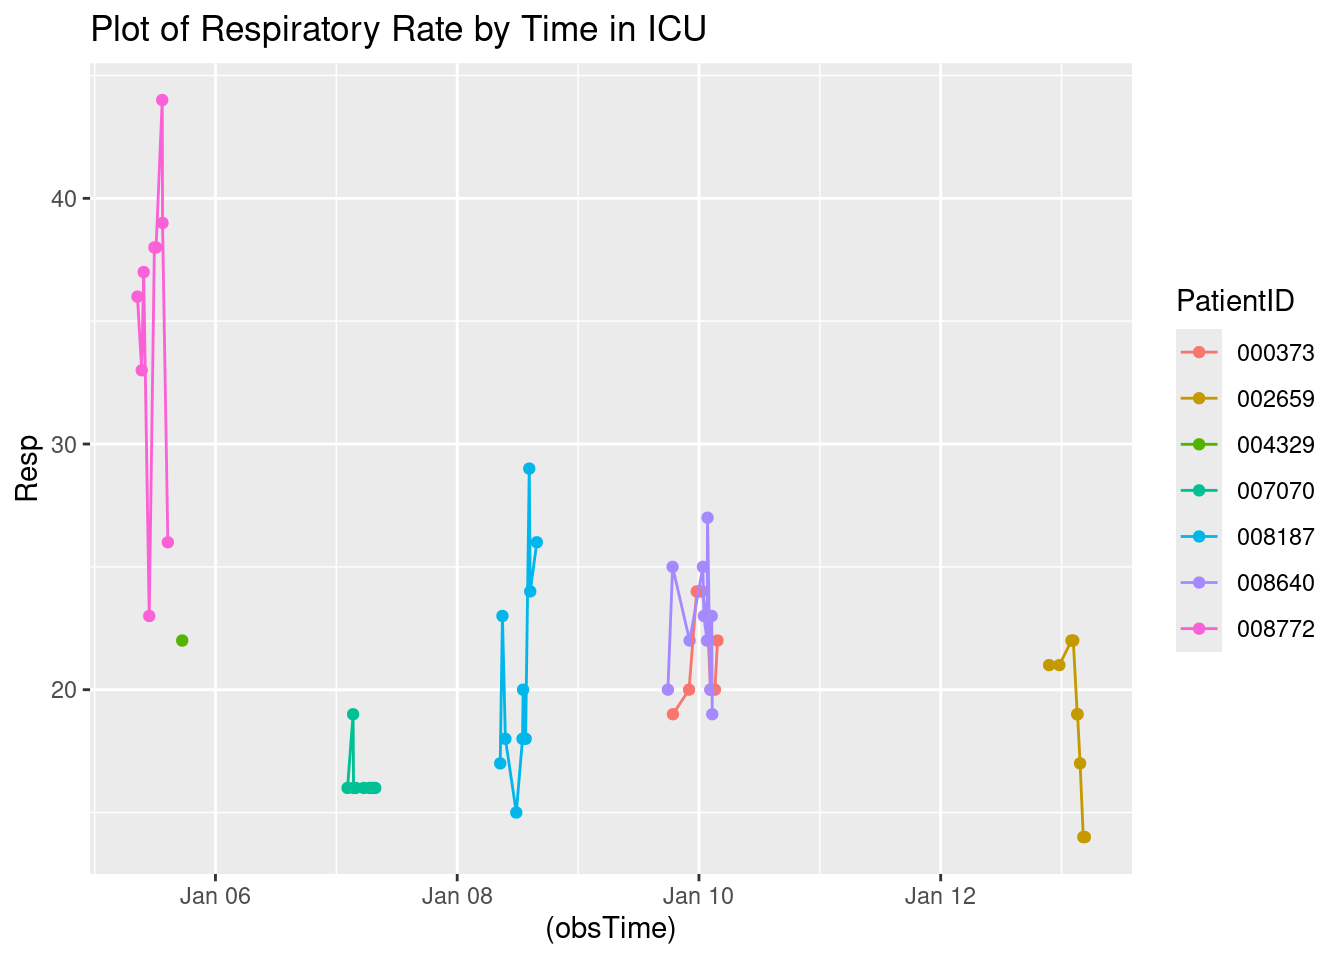 Plot of Respiratory Rate by Time in ICU
40
30
20
Resp
Jan 06
Jan 08
Jan 10
Jan 12
(obsTime)
PatientID
000373
002659
004329
007070
008187
008640
008772